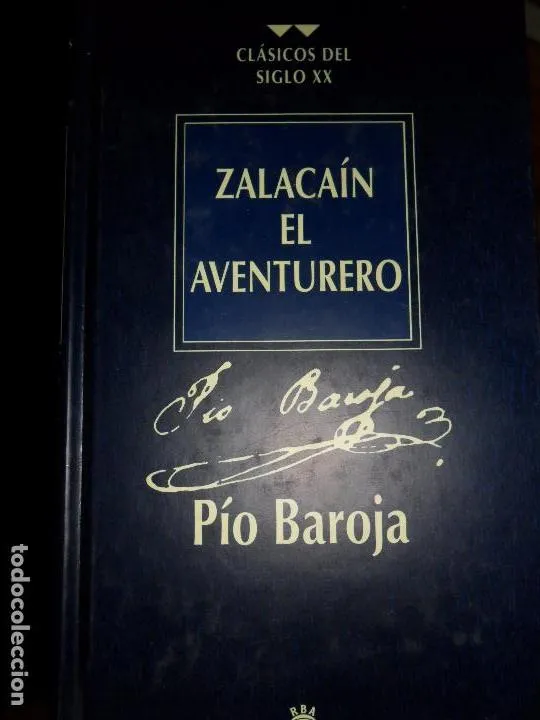 CLÁSICOS DEL
SIGLO XX
ZALACAÍN
EL
AVENTURERO
Pío Baroja
Pío Baroja
RBA
todocoleccion